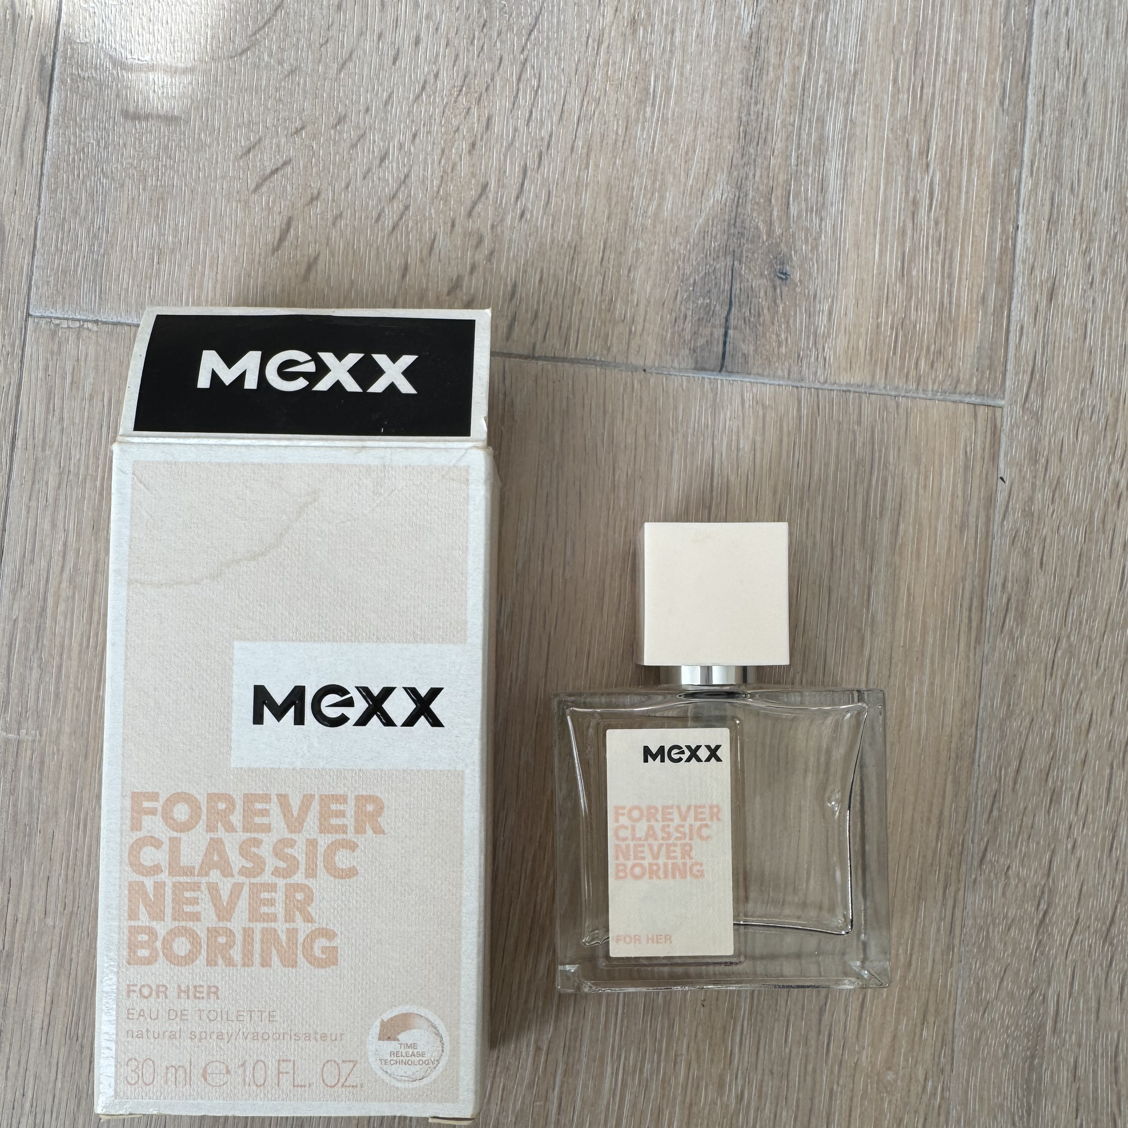 MEXX
MEXX
FOREVER
CLASSIC
NEVER
BORING
FOR HER
EAU DE TOILETTE
natural spray/vaporisateur
30 ml ℮ 1.0 FL. OZ.
TIME
RELEASE
TECHNOLOGY
MEXX
FOREVER
CLASSIC
NEVER
BORING
FOR HER